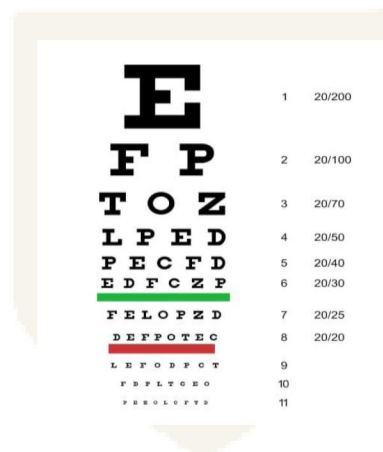 E 1 20/200
F P 2 20/100
T O Z 3 20/70
L P E D 4 20/50
P E C F D 5 20/40
E D F C Z P 6 20/30
F E L O P Z D 7 20/25
D E F P O T E C 8 20/20
L E F O D P C T 9
F D P L T C E O 10
P E Z O L C F T D 11